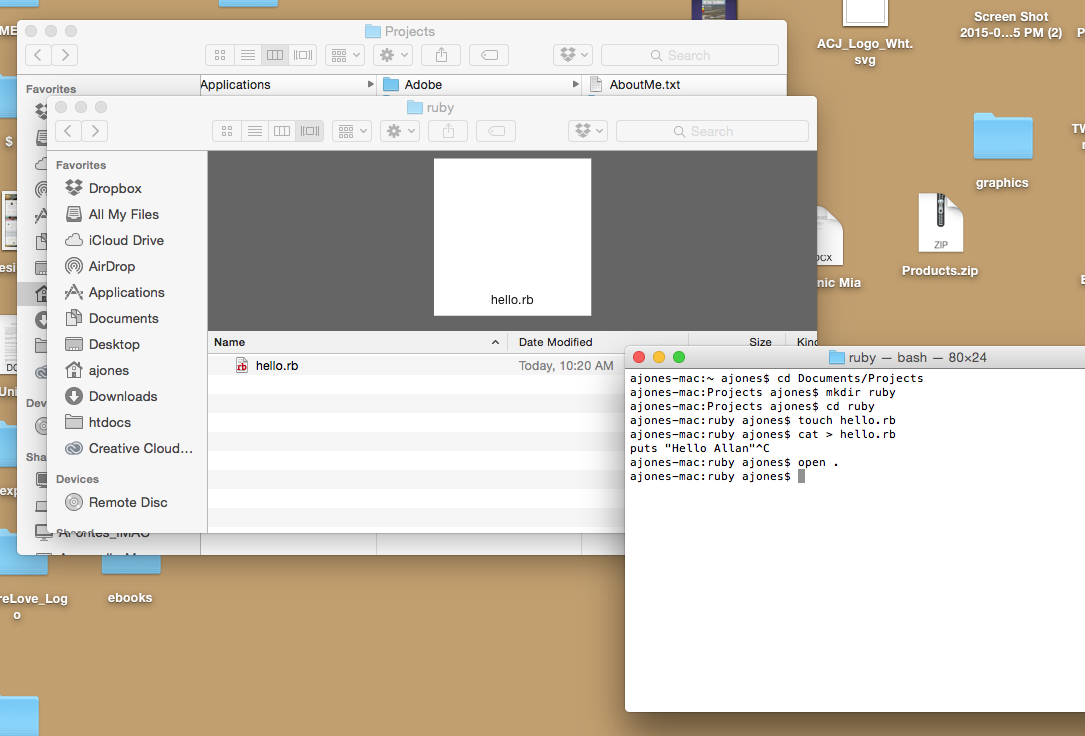 ME
Screen Shot
2015-0...5 PM (2)
P
ACJ_Logo_Wht.
svg
Projects
Search
Favorites
Applications
Adobe
AboutMe.txt
$
ruby
Search
Favorites
Dropbox
All My Files
iCloud Drive
AirDrop
Applications
Documents
Desktop
ajones
Downloads
htdocs
Creative Cloud...
Devices
Remote Disc
Shared
hello.rb
Name
Date Modified
Size
Kind
rb
hello.rb
Today, 10:20 AM
Dev
Sha
TW
graphics
ZIP
Products.zip
OCX
nic Mia
E
esi
DO
Uni
exp
reLove_Log
o
ebooks
ruby — bash — 80×24
ajones-mac:~ ajones$ cd Documents/Projects
ajones-mac:Projects ajones$ mkdir ruby
ajones-mac:Projects ajones$ cd ruby
ajones-mac:ruby ajones$ touch hello.rb
ajones-mac:ruby ajones$ cat > hello.rb
puts "Hello Allan"^C
ajones-mac:ruby ajones$ open .
ajones-mac:ruby ajones$